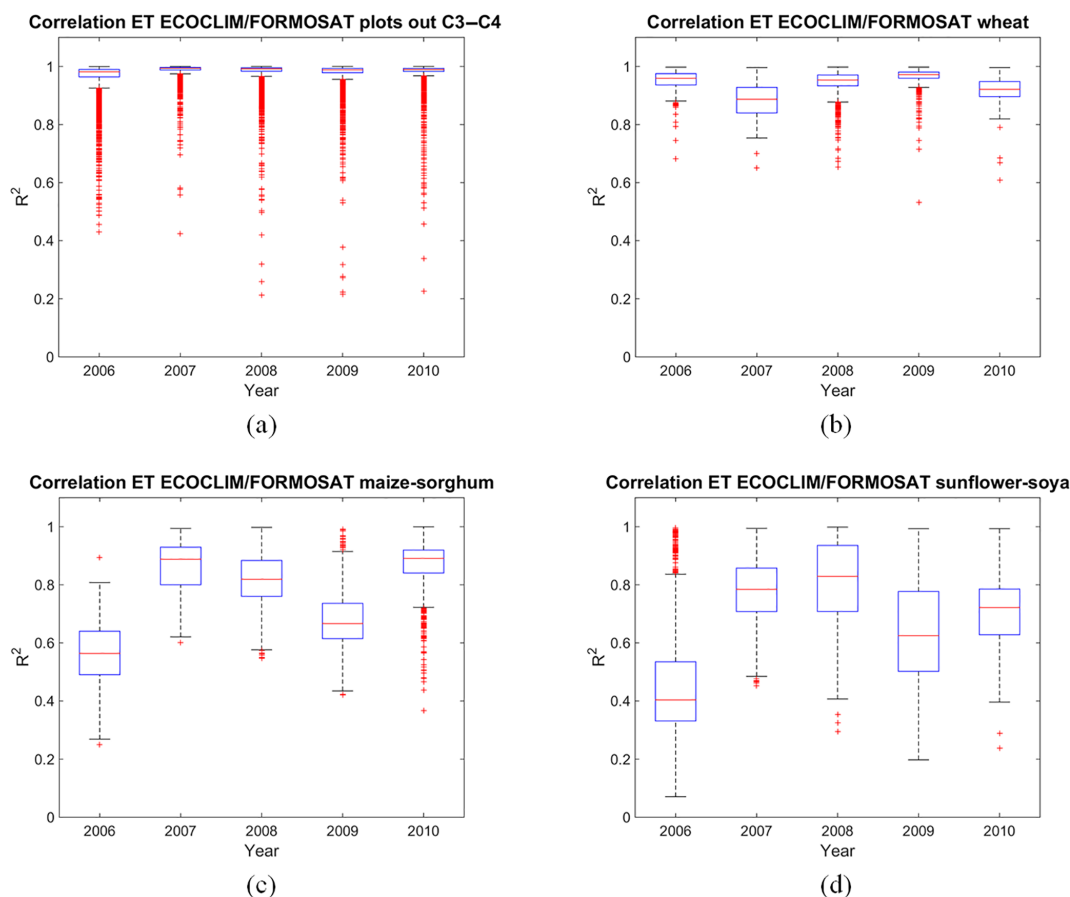 Correlation ET ECOCLIM/FORMOSAT plots out C3–C4
1
0.8
0.6
0.4
0.2
0
R²
2006 2007 2008 2009 2010
Year
(a)
Correlation ET ECOCLIM/FORMOSAT wheat
1
0.8
0.6
0.4
0.2
0
R²
2006 2007 2008 2009 2010
Year
(b)
Correlation ET ECOCLIM/FORMOSAT maize-sorghum
1
0.8
0.6
0.4
0.2
0
R²
2006 2007 2008 2009 2010
Year
(c)
Correlation ET ECOCLIM/FORMOSAT sunflower-soya
1
0.8
0.6
0.4
0.2
0
R²
2006 2007 2008 2009 2010
Year
(d)